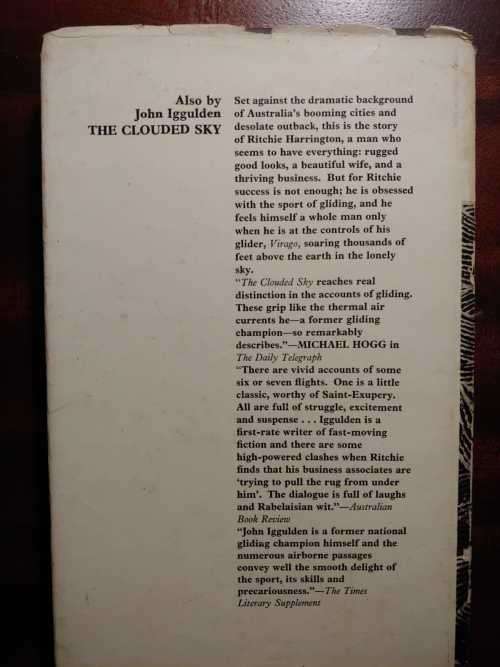 Also by
John Iggulden
THE CLOUDED SKY
Set against the dramatic background
of Australia's booming cities and
desolate outback, this is the story
of Ritchie Harrington, a man who
seems to have everything: rugged
good looks, a beautiful wife, and a
thriving business. But for Ritchie
success is not enough; he is obsessed
with the sport of gliding, and he
feels himself a whole man only
when he is at the controls of his
glider, Virago, soaring thousands of
feet above the earth in the lonely
sky.
"The Clouded Sky reaches real
distinction in the accounts of gliding.
These grip like the thermal air
currents he—a former gliding
champion—so remarkably
describes."—MICHAEL HOGG in
The Daily Telegraph
"There are vivid accounts of some
six or seven flights. One is a little
classic, worthy of Saint-Exupery.
All are full of struggle, excitement
and suspense . . . Iggulden is a
first-rate writer of fast-moving
fiction and there are some
high-powered clashes when Ritchie
finds that his business associates are
'trying to pull the rug from under
him'. The dialogue is full of laughs
and Rabelaisian wit."—Australian
Book Review
"John Iggulden is a former national
gliding champion himself and the
numerous airborne passages
convey well the smooth delight of
the sport, its skills and
precariousness."—The Times
Literary Supplement